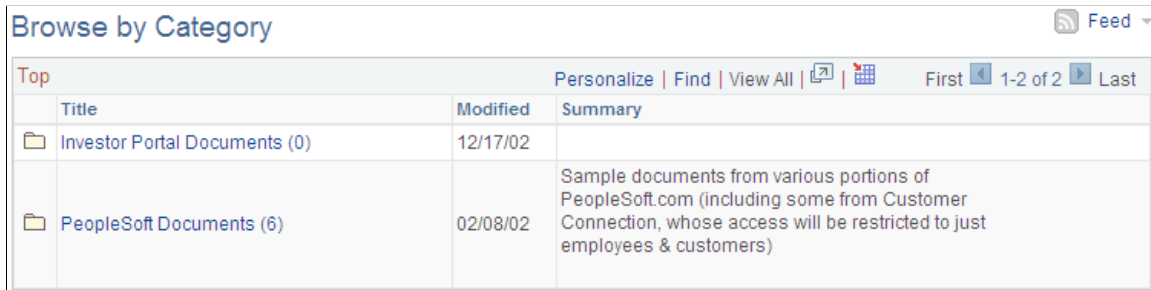 Browse by Category
Feed
Top
Personalize | Find | View All | | First 1-2 of 2 Last
Title Modified Summary
Investor Portal Documents (0) 12/17/02
PeopleSoft Documents (6) 02/08/02
Sample documents from various portions of
PeopleSoft.com (including some from Customer
Connection, whose access will be restricted to just
employees & customers)